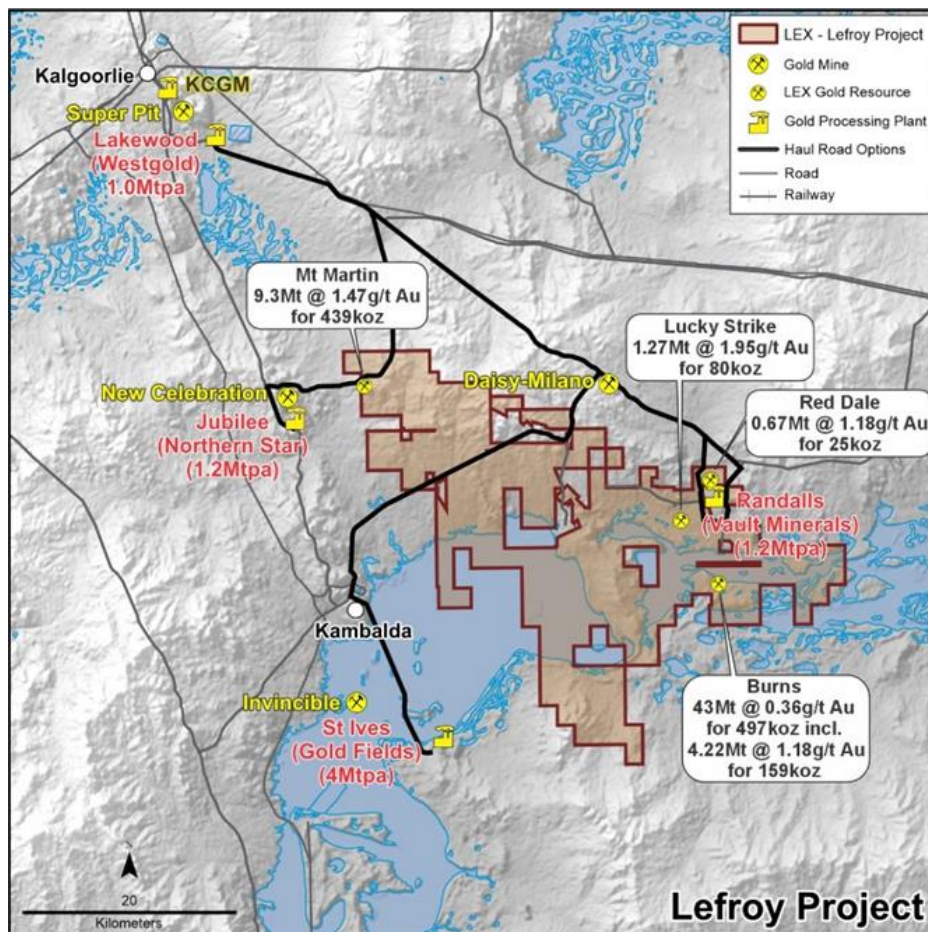 Kalgoorlie
KCGM
Super Pit
Lakewood
(Westgold)
1.0Mtpa
LEX - Lefroy Project
Gold Mine
LEX Gold Resource
Gold Processing Plant
Haul Road Options
Road
Railway
Mt Martin
9.3Mt @ 1.47g/t Au
for 439koz
Lucky Strike
1.27Mt @ 1.95g/t Au
for 80koz
New Celebration
Daisy-Milano
Jubilee
(Northern Star)
(1.2Mtpa)
Red Dale
0.67Mt @ 1.18g/t Au
for 25koz
Randalls
(Vault Minerals)
(1.2Mtpa)
Kambalda
Invincible
St Ives
(Gold Fields)
(4Mtpa)
Burns
43Mt @ 0.36g/t Au
for 497koz incl.
4.22Mt @ 1.18g/t Au
for 159koz
20
Kilometers
Lefroy Project